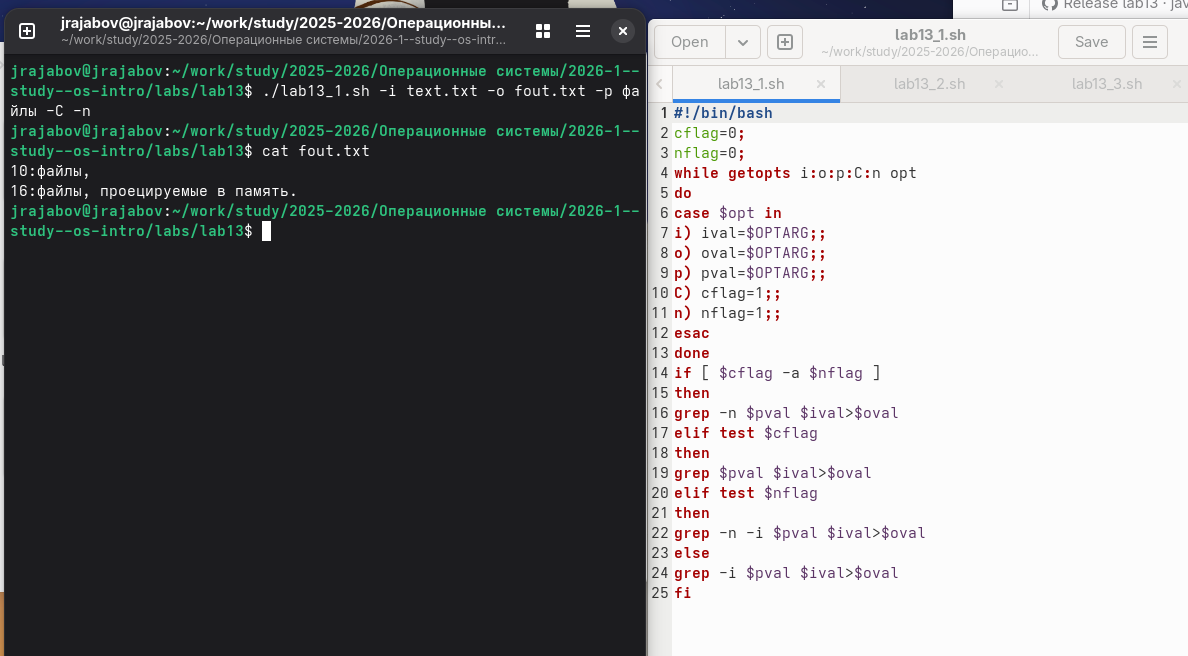 jrajabov@jrajabov:~/work/study/2025-2026/Операционны...
~/work/study/2025-2026/Операционные системы/2026-1--study--os-intr...
jrajabov@jrajabov:~/work/study/2025-2026/Операционные системы/2026-1--
study--os-intro/labs/lab13$ ./lab13_1.sh -i text.txt -o fout.txt -p фа
йлы -C -n
jrajabov@jrajabov:~/work/study/2025-2026/Операционные системы/2026-1--
study--os-intro/labs/lab13$ cat fout.txt
10:файлы,
16:файлы, проецируемые в память.
jrajabov@jrajabov:~/work/study/2025-2026/Операционные системы/2026-1--
study--os-intro/labs/lab13$
Release lab13 · jav
Open
lab13_1.sh
~/work/study/2025-2026/Операцио...
Save
lab13_1.sh
lab13_2.sh
lab13_3.sh
1 #!/bin/bash
2 cflag=0;
3 nflag=0;
4 while getopts i:o:p:C:n opt
5 do
6 case $opt in
7 i) ival=$OPTARG;;
8 o) oval=$OPTARG;;
9 p) pval=$OPTARG;;
10 C) cflag=1;;
11 n) nflag=1;;
12 esac
13 done
14 if [ $cflag -a $nflag ]
15 then
16 grep -n $pval $ival>$oval
17 elif test $cflag
18 then
19 grep $pval $ival>$oval
20 elif test $nflag
21 then
22 grep -n -i $pval $ival>$oval
23 else
24 grep -i $pval $ival>$oval
25 fi